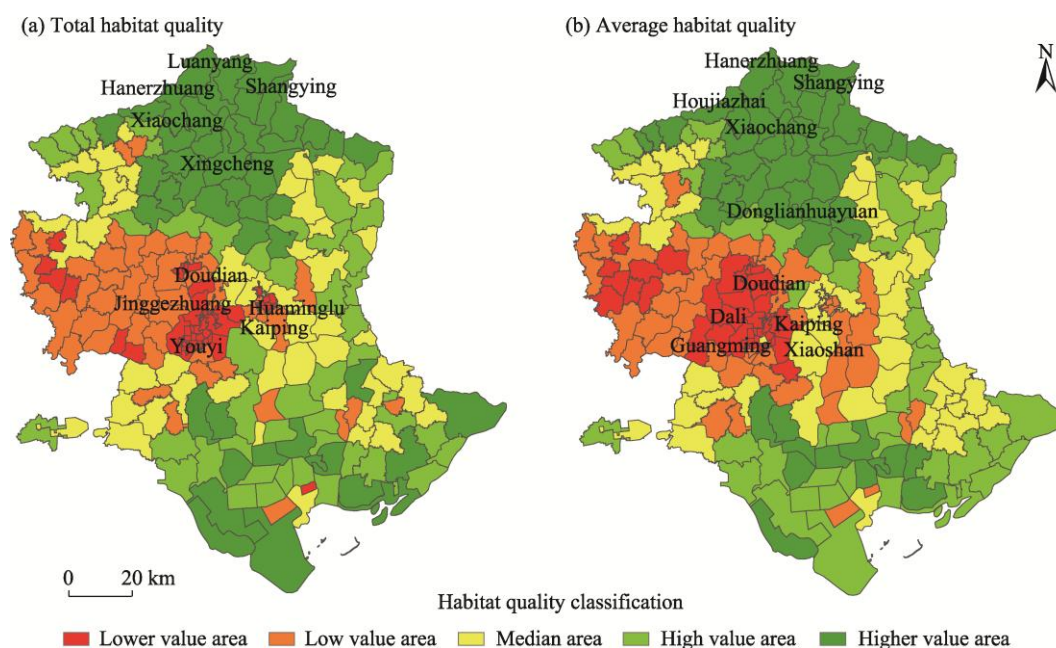 (a) Total habitat quality
Luanyang
Hanerzhuang
Shangying
Xiaochang
Xingcheng
Doudian
Jinggezhuang
Huaminglu
Kaiping
Youyi
0 20 km
(b) Average habitat quality
N
Hanerzhuang
Shangying
Houjiazhai
Xiaochang
Donglianhuayuan
Doudian
Dali
Kaiping
Guangming
Xiaoshan
Habitat quality classification
Lower value area Low value area Median area High value area Higher value area